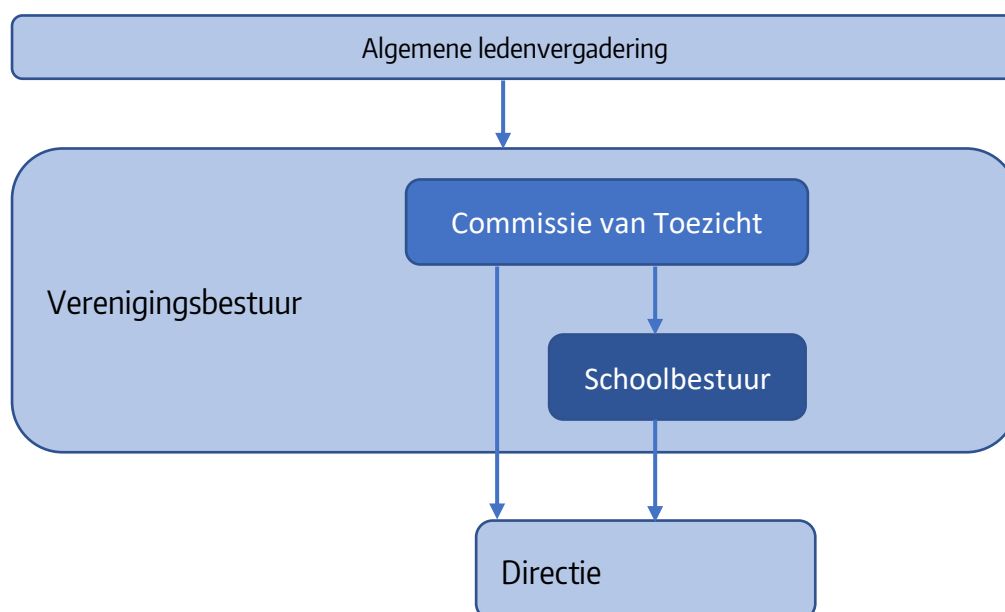 Algemene ledenvergadering
Commissie van Toezicht
Verenigingsbestuur
Schoolbestuur
Directie